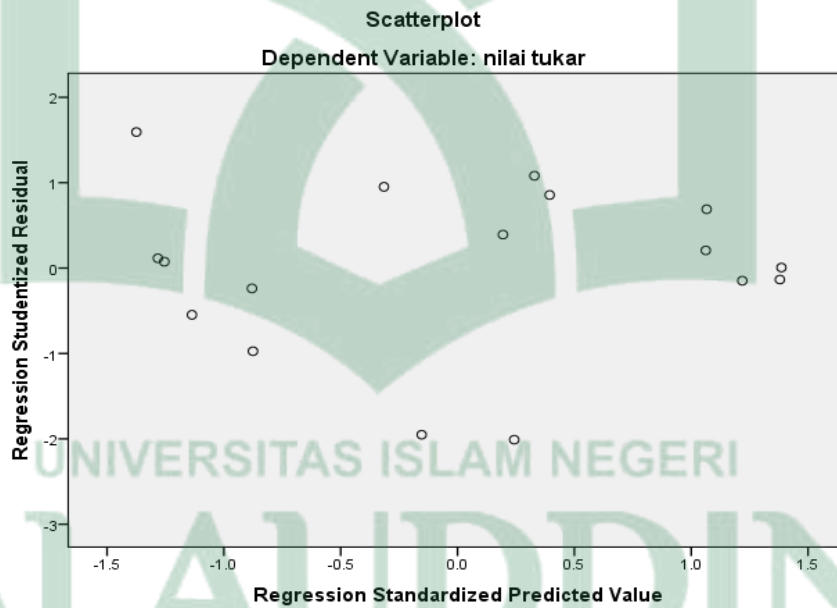 Scatterplot
Dependent Variable: nilai tukar
Regression Studentized Residual
2
1
0
-1
-2
-3
-1.5
-1.0
-0.5
0.0
0.5
1.0
1.5
Regression Standardized Predicted Value
UNIVERSITAS ISLAM NEGERI